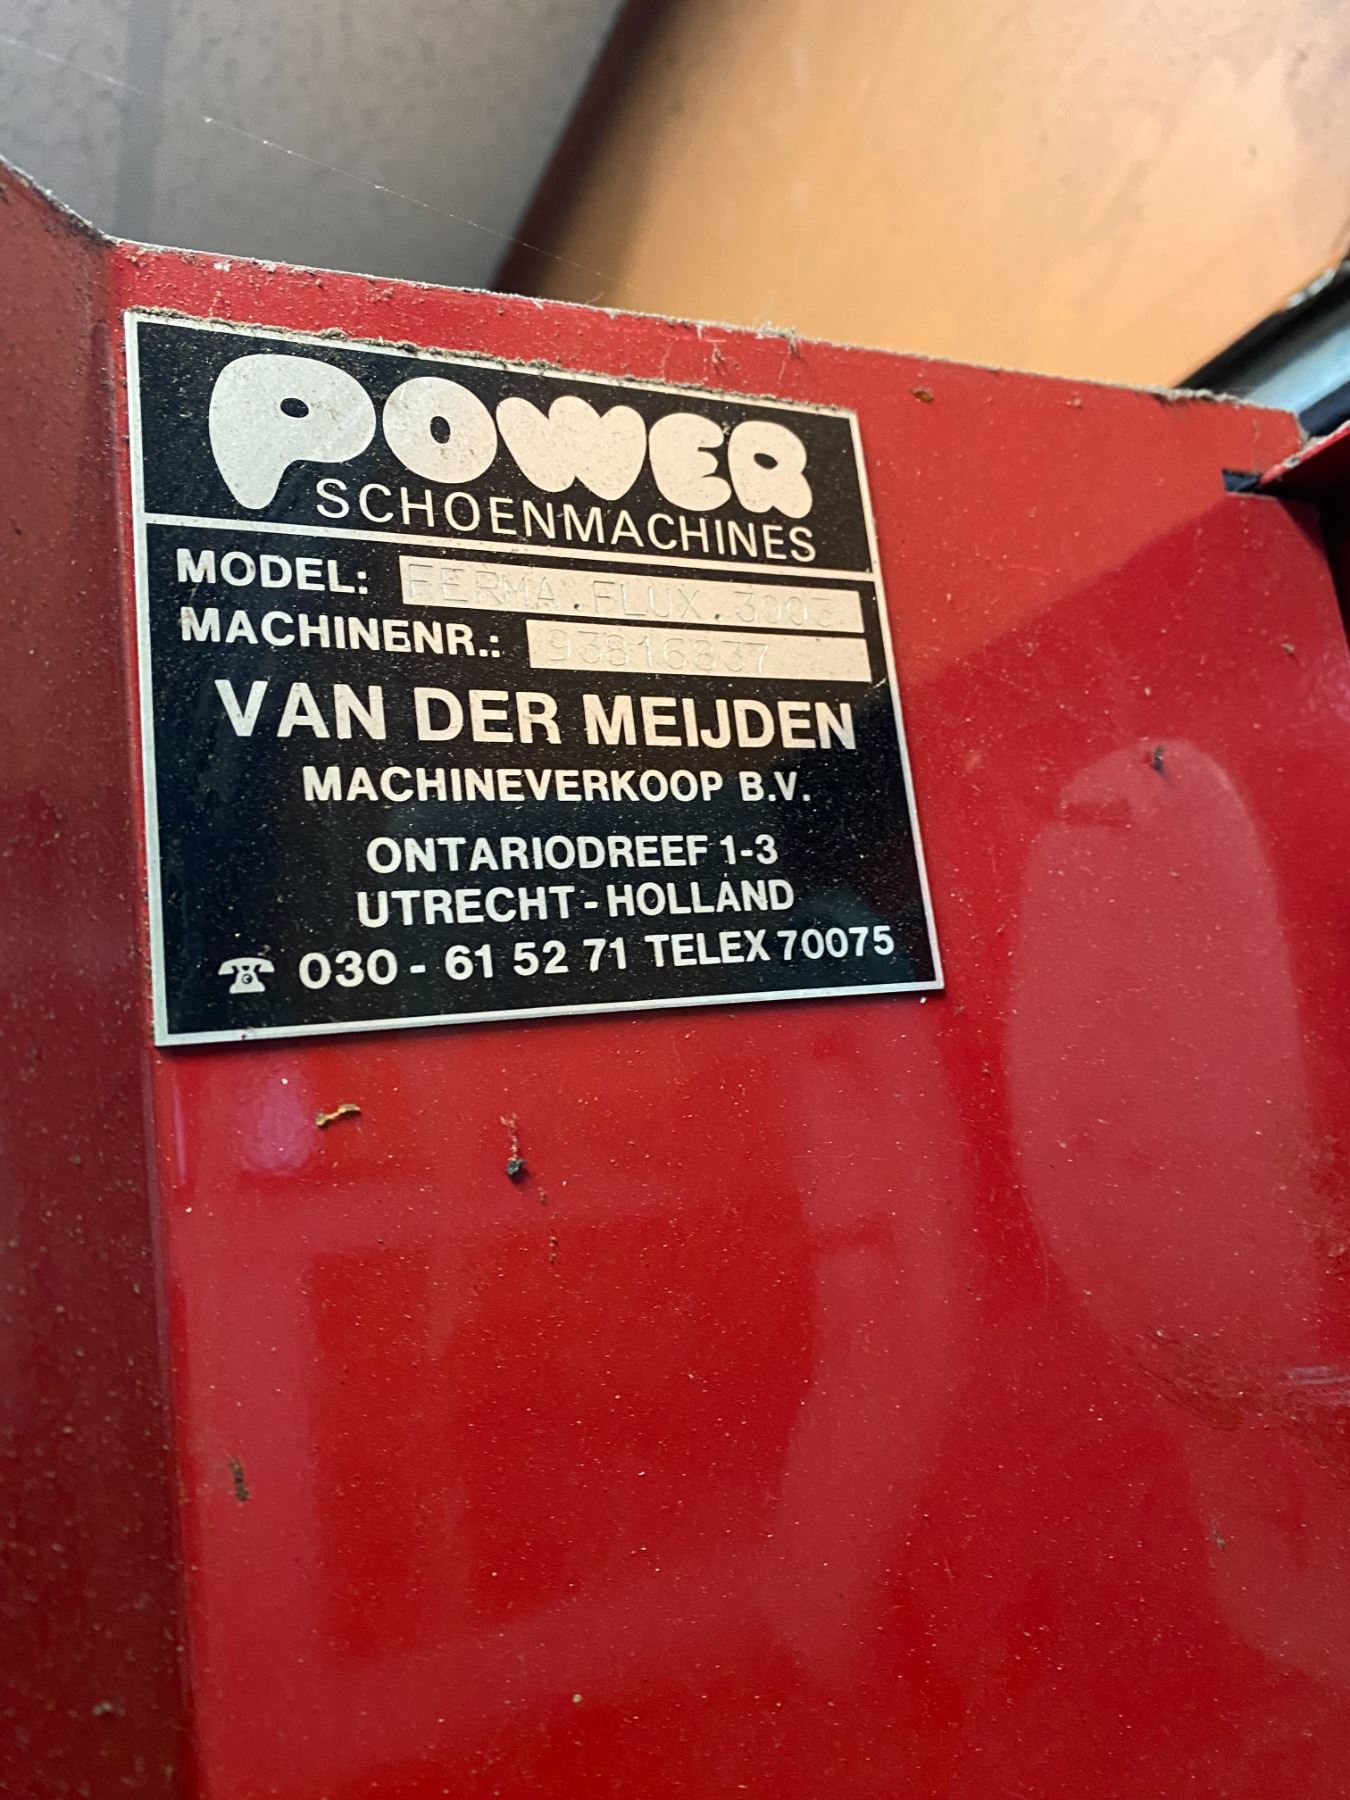 POWER
SCHOENMACHINES
MODEL: FERMA FLUX 3003
MACHINENR.: 93816837
VAN DER MEIJDEN
MACHINEVERKOOP B.V.
ONTARIODREEF 1-3
UTRECHT - HOLLAND
☎ 030 - 61 52 71 TELEX 70075